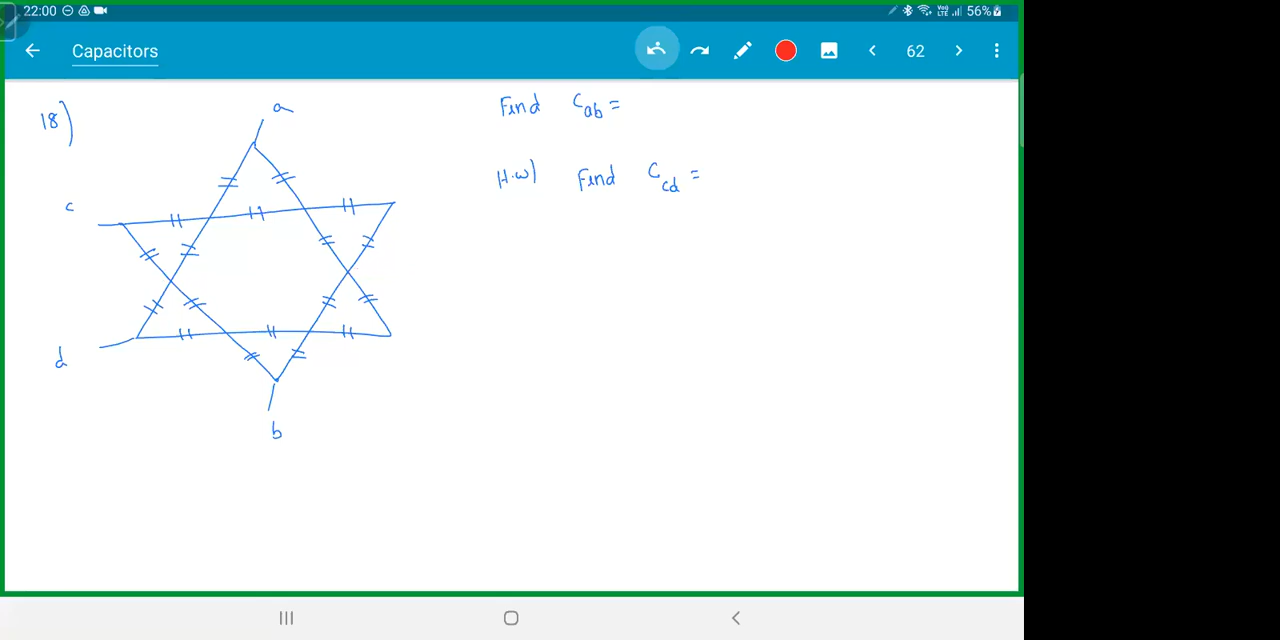 22:00 56%
Capacitors 62
18)
a
Find Cab =
H.W) Find Ccd =
c
d
b